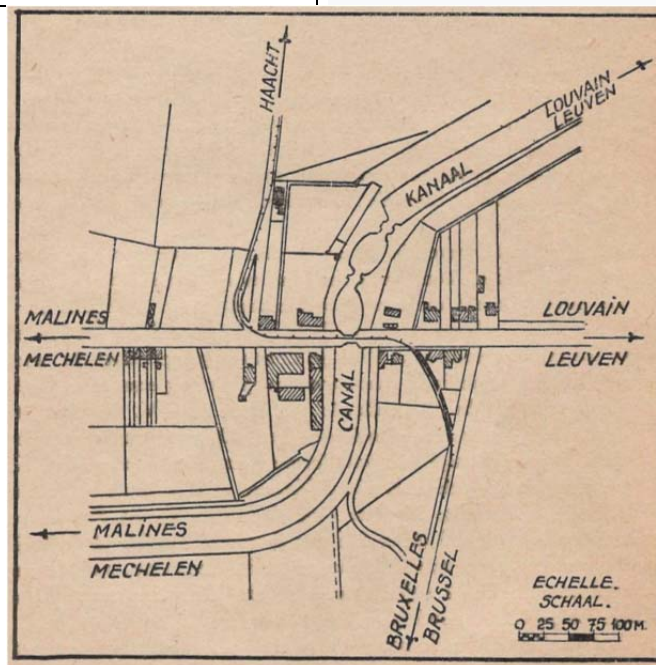 HAACHT
LOUVAIN
LEUVEN
KANAAL
MALINES
MECHELEN
LOUVAIN
LEUVEN
CANAL
MALINES
MECHELEN
BRUXELLES
BRUSSEL
ECHELLE.
SCHAAL.
0 25 50 75 100M.